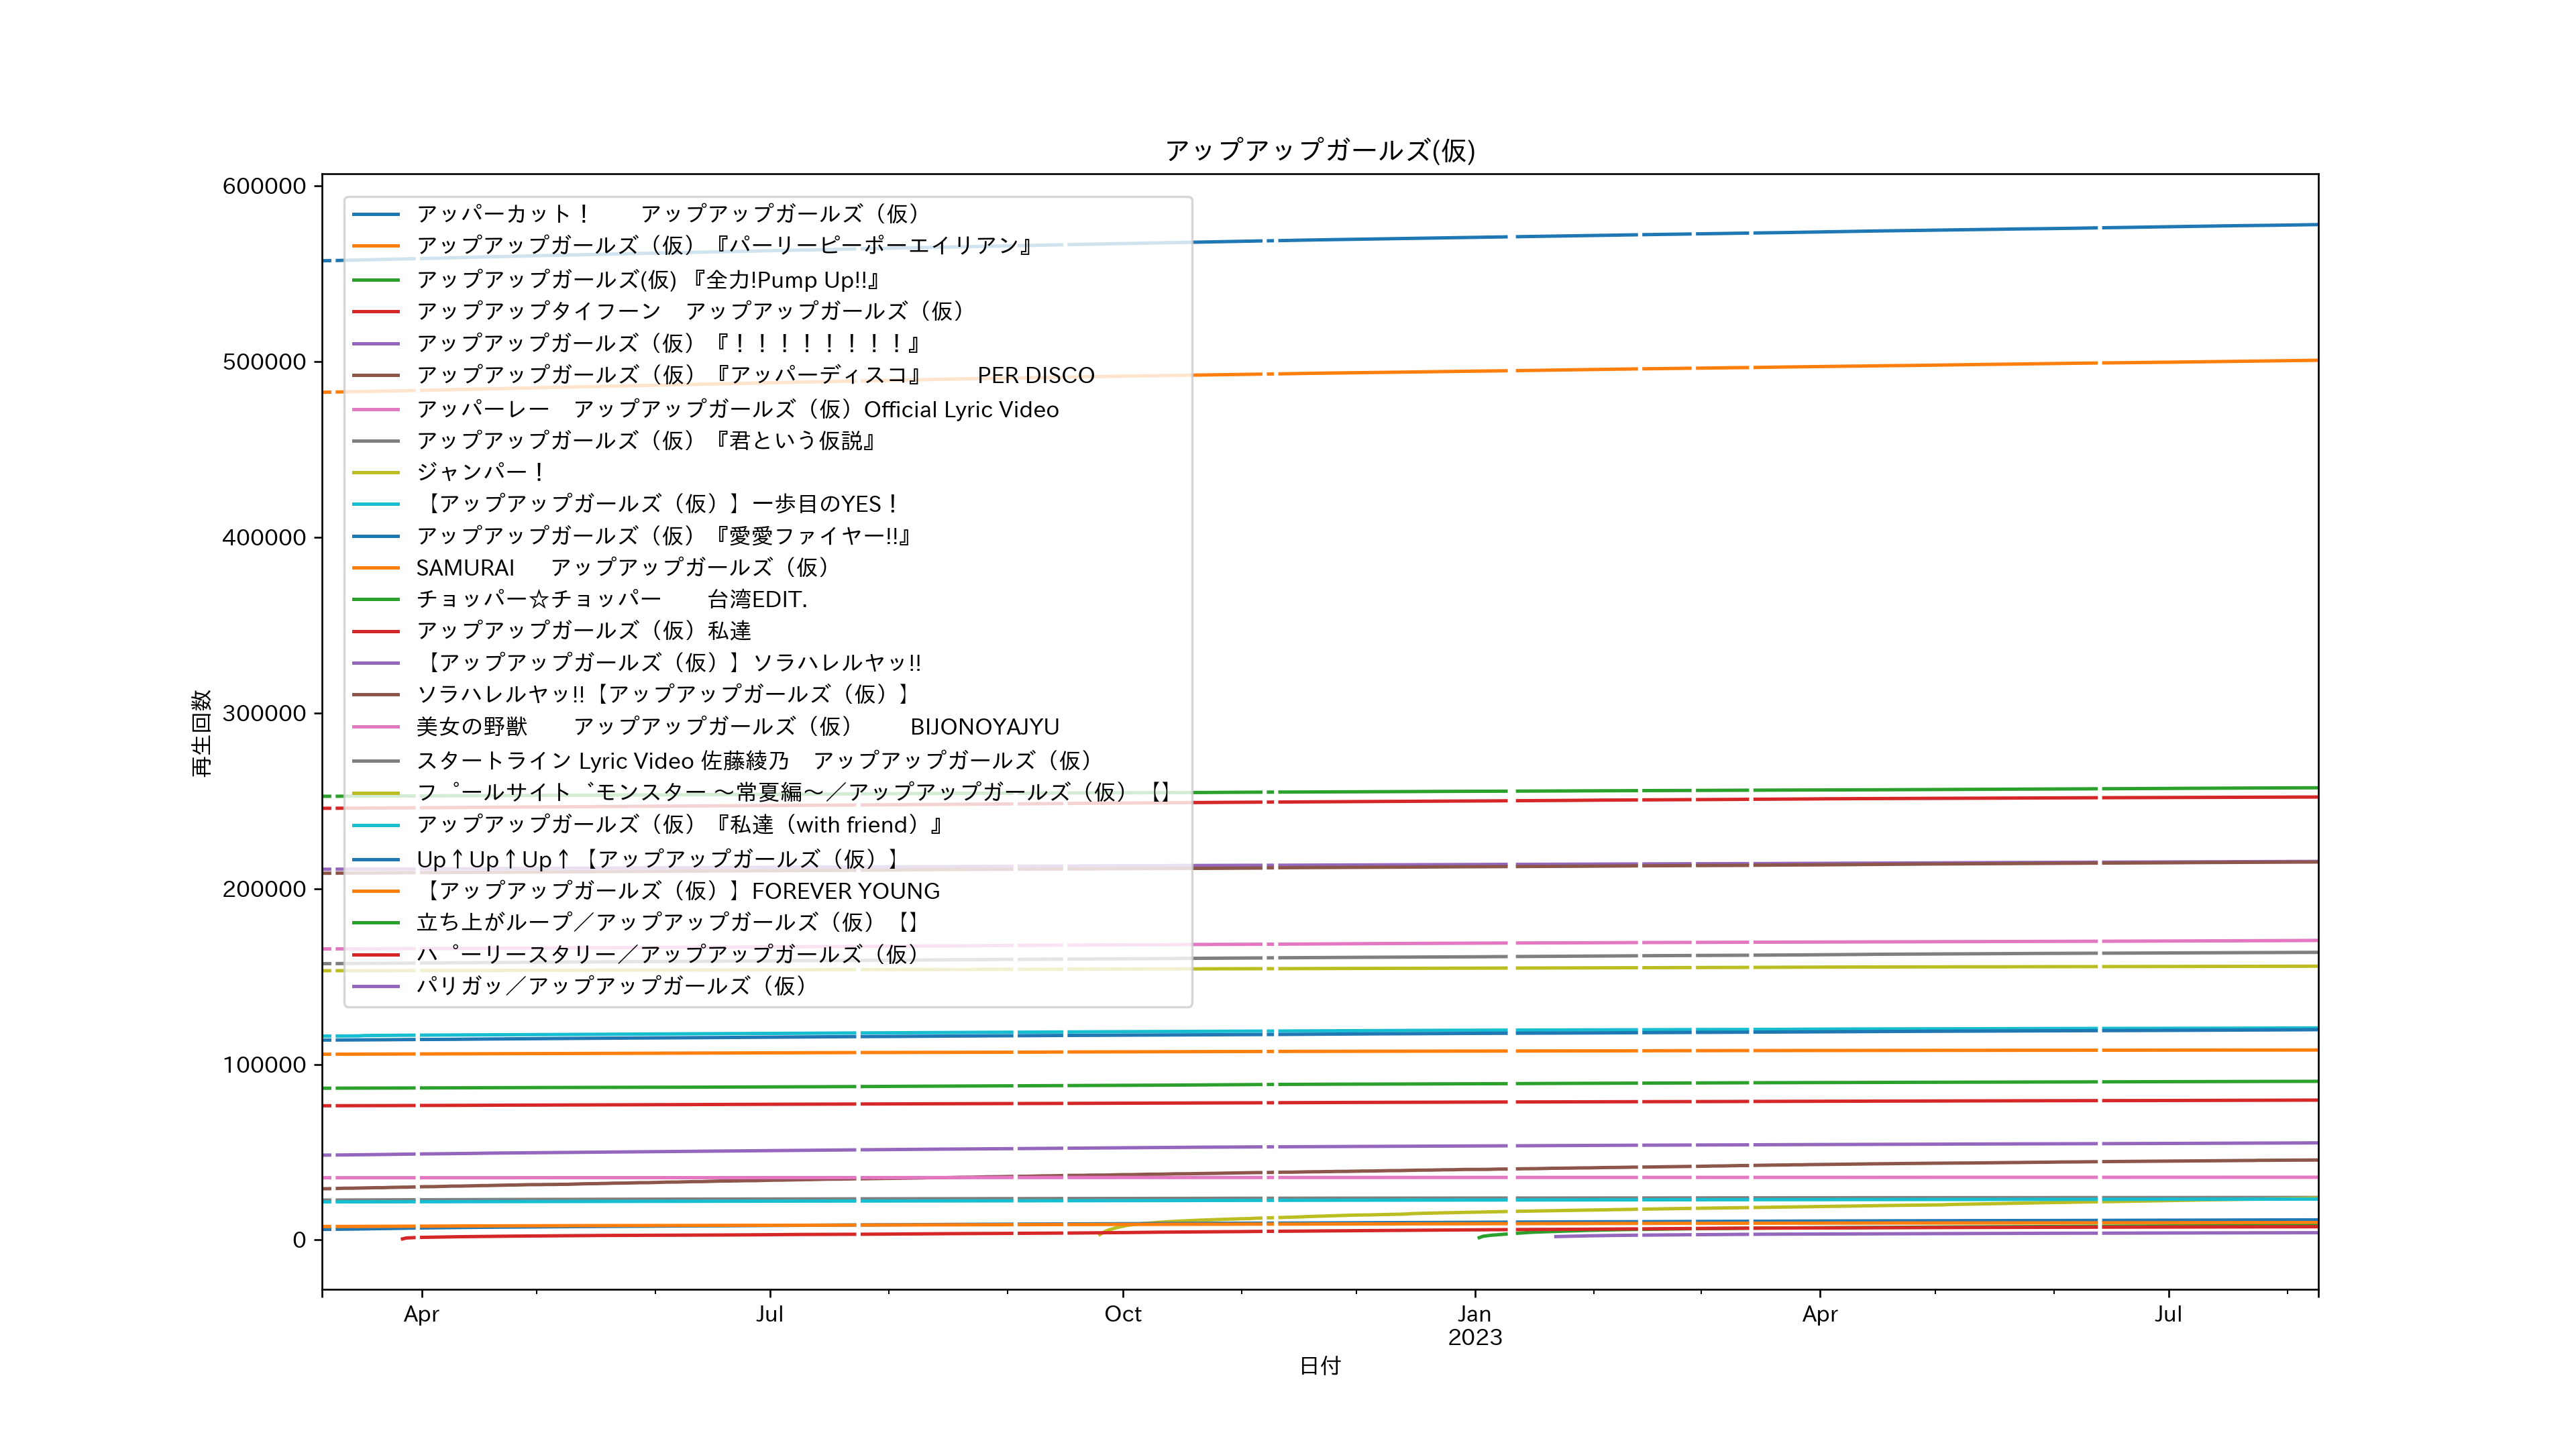 アップアップガールズ(仮)
600000
500000
400000
300000
200000
100000
0
再生回数
アッパーカット！　　アップアップガールズ（仮）
アップアップガールズ（仮）『パーリーピーポーエイリアン』
アップアップガールズ(仮) 『全力!Pump Up!!』
アップアップタイフーン　アップアップガールズ（仮）
アップアップガールズ（仮）『！！！！！！！！』
アップアップガールズ（仮）『アッパーディスコ』　　PER DISCO
アッパーレー　アップアップガールズ（仮）Official Lyric Video
アップアップガールズ（仮）『君という仮説』
ジャンパー！
【アップアップガールズ（仮）】一歩目のYES！
アップアップガールズ（仮）『愛愛ファイヤー!!』
SAMURAI　アップアップガールズ（仮）
チョッパー☆チョッパー　　台湾EDIT.
アップアップガールズ（仮）私達
【アップアップガールズ（仮）】ソラハレルヤッ!!
ソラハレルヤッ!!【アップアップガールズ（仮）】
美女の野獣　　アップアップガールズ（仮）　　BIJONOYAJYU
スタートライン Lyric Video 佐藤綾乃　アップアップガールズ（仮）
フ゜ールサイト゛モンスター ～常夏編～／アップアップガールズ（仮）【】
アップアップガールズ（仮）『私達（with friend）』
Up↑Up↑Up↑【アップアップガールズ（仮）】
【アップアップガールズ（仮）】FOREVER YOUNG
立ち上がループ／アップアップガールズ（仮）【】
ハ゜ーリースタリー／アップアップガールズ（仮）
パリガッ／アップアップガールズ（仮）
Apr Jul Oct Jan Apr Jul
2023
日付